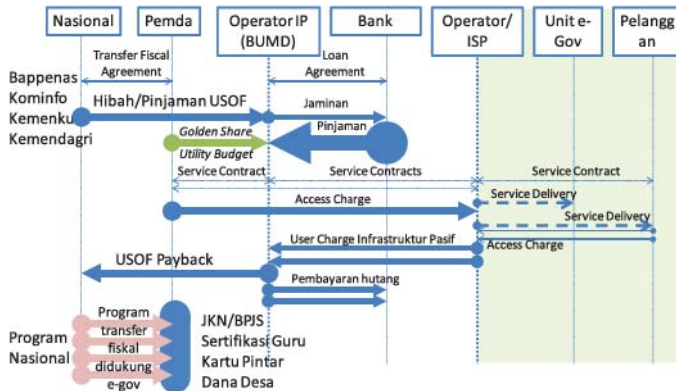 Nasional
Pemda
Operator IP
(BUMD)
Bank
Operator/
ISP
Unit e-
Gov
Pelangg
an
Transfer Fiscal
Agreement
Loan
Agreement
Bappenas
Kominfo
Kemenku
Kemendagri
Hibah/Pinjaman USOF
Jaminan
Golden Share
Pinjaman
Utility Budget
Service Contract
Service Contracts
Service Contract
Access Charge
Service Delivery
Service Delivery
User Charge Infrastruktur Pasif
Access Charge
USOF Payback
Pembayaran hutang
Program
Nasional
Program
transfer
fiskal
didukung
e-gov
JKN/BPJS
Sertifikasi Guru
Kartu Pintar
Dana Desa